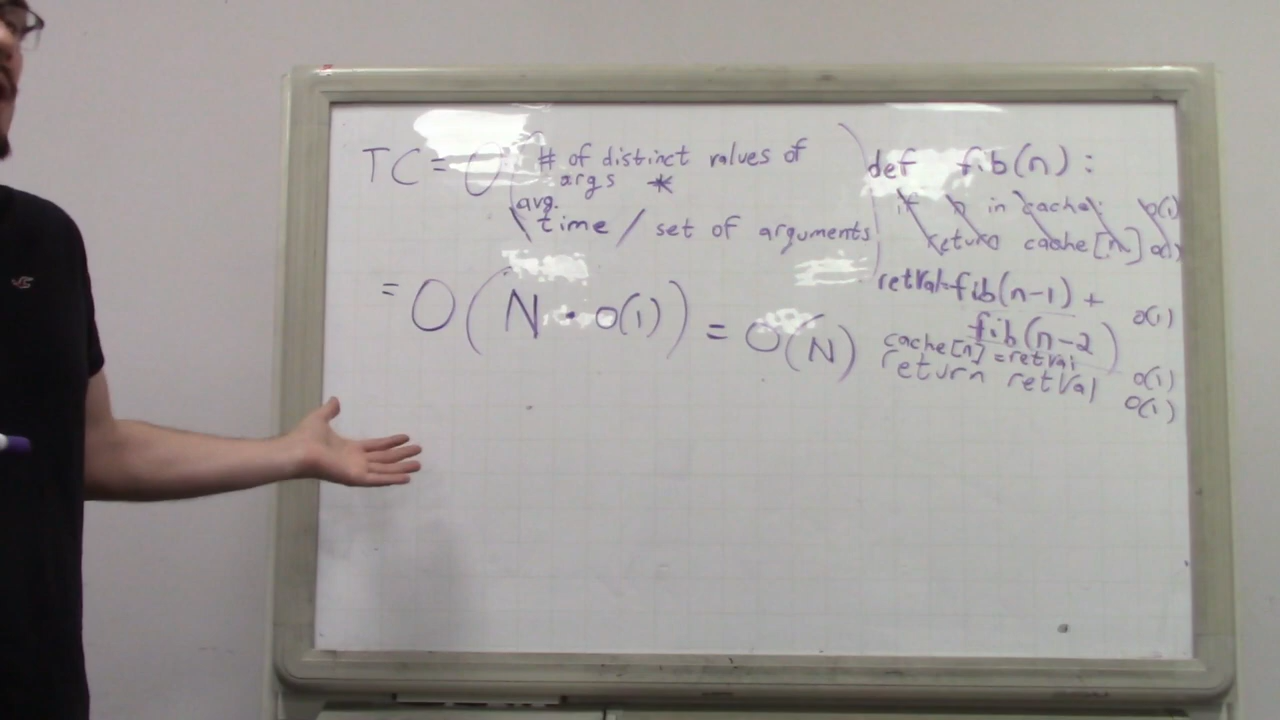 TC = O( # of distinct values of
args *
avg.
time / set of arguments)
= O(N · O(1)) = O(N)
def fib(n):
if n in cache: O(1)
return cache[n] O(1)
retVal=fib(n-1) +
fib(n-2) O(1)
cache[n] = retVal O(1)
return retVal O(1)